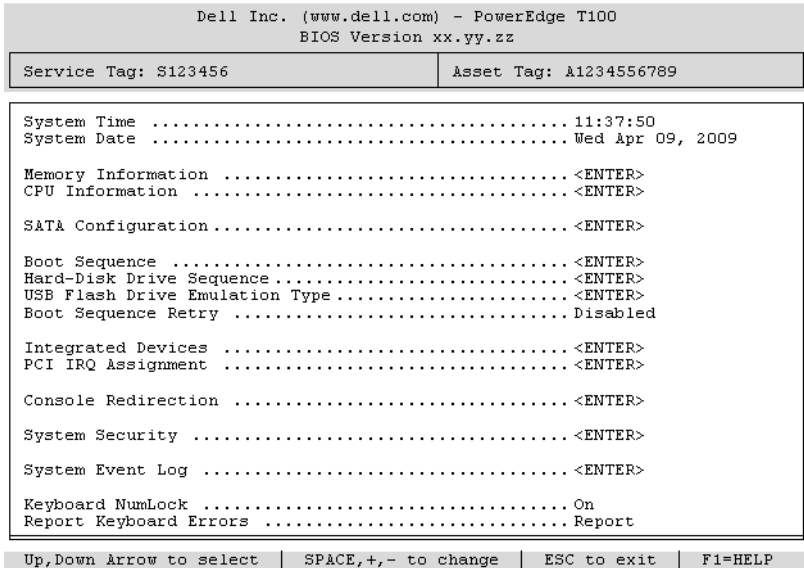 Dell Inc. (www.dell.com) - PowerEdge T100
BIOS Version xx.yy.zz
Service Tag: S123456 Asset Tag: A1234556789
System Time ......................................... 11:37:50
System Date ......................................... Wed Apr 09, 2009
Memory Information .................................. <ENTER>
CPU Information ..................................... <ENTER>
SATA Configuration................................... <ENTER>
Boot Sequence ....................................... <ENTER>
Hard-Disk Drive Sequence............................. <ENTER>
USB Flash Drive Emulation Type....................... <ENTER>
Boot Sequence Retry ................................. Disabled
Integrated Devices .................................. <ENTER>
PCI IRQ Assignment .................................. <ENTER>
Console Redirection ................................. <ENTER>
System Security ..................................... <ENTER>
System Event Log .................................... <ENTER>
Keyboard NumLock .................................... On
Report Keyboard Errors .............................. Report
Up,Down Arrow to select | SPACE,+,- to change | ESC to exit | F1=HELP